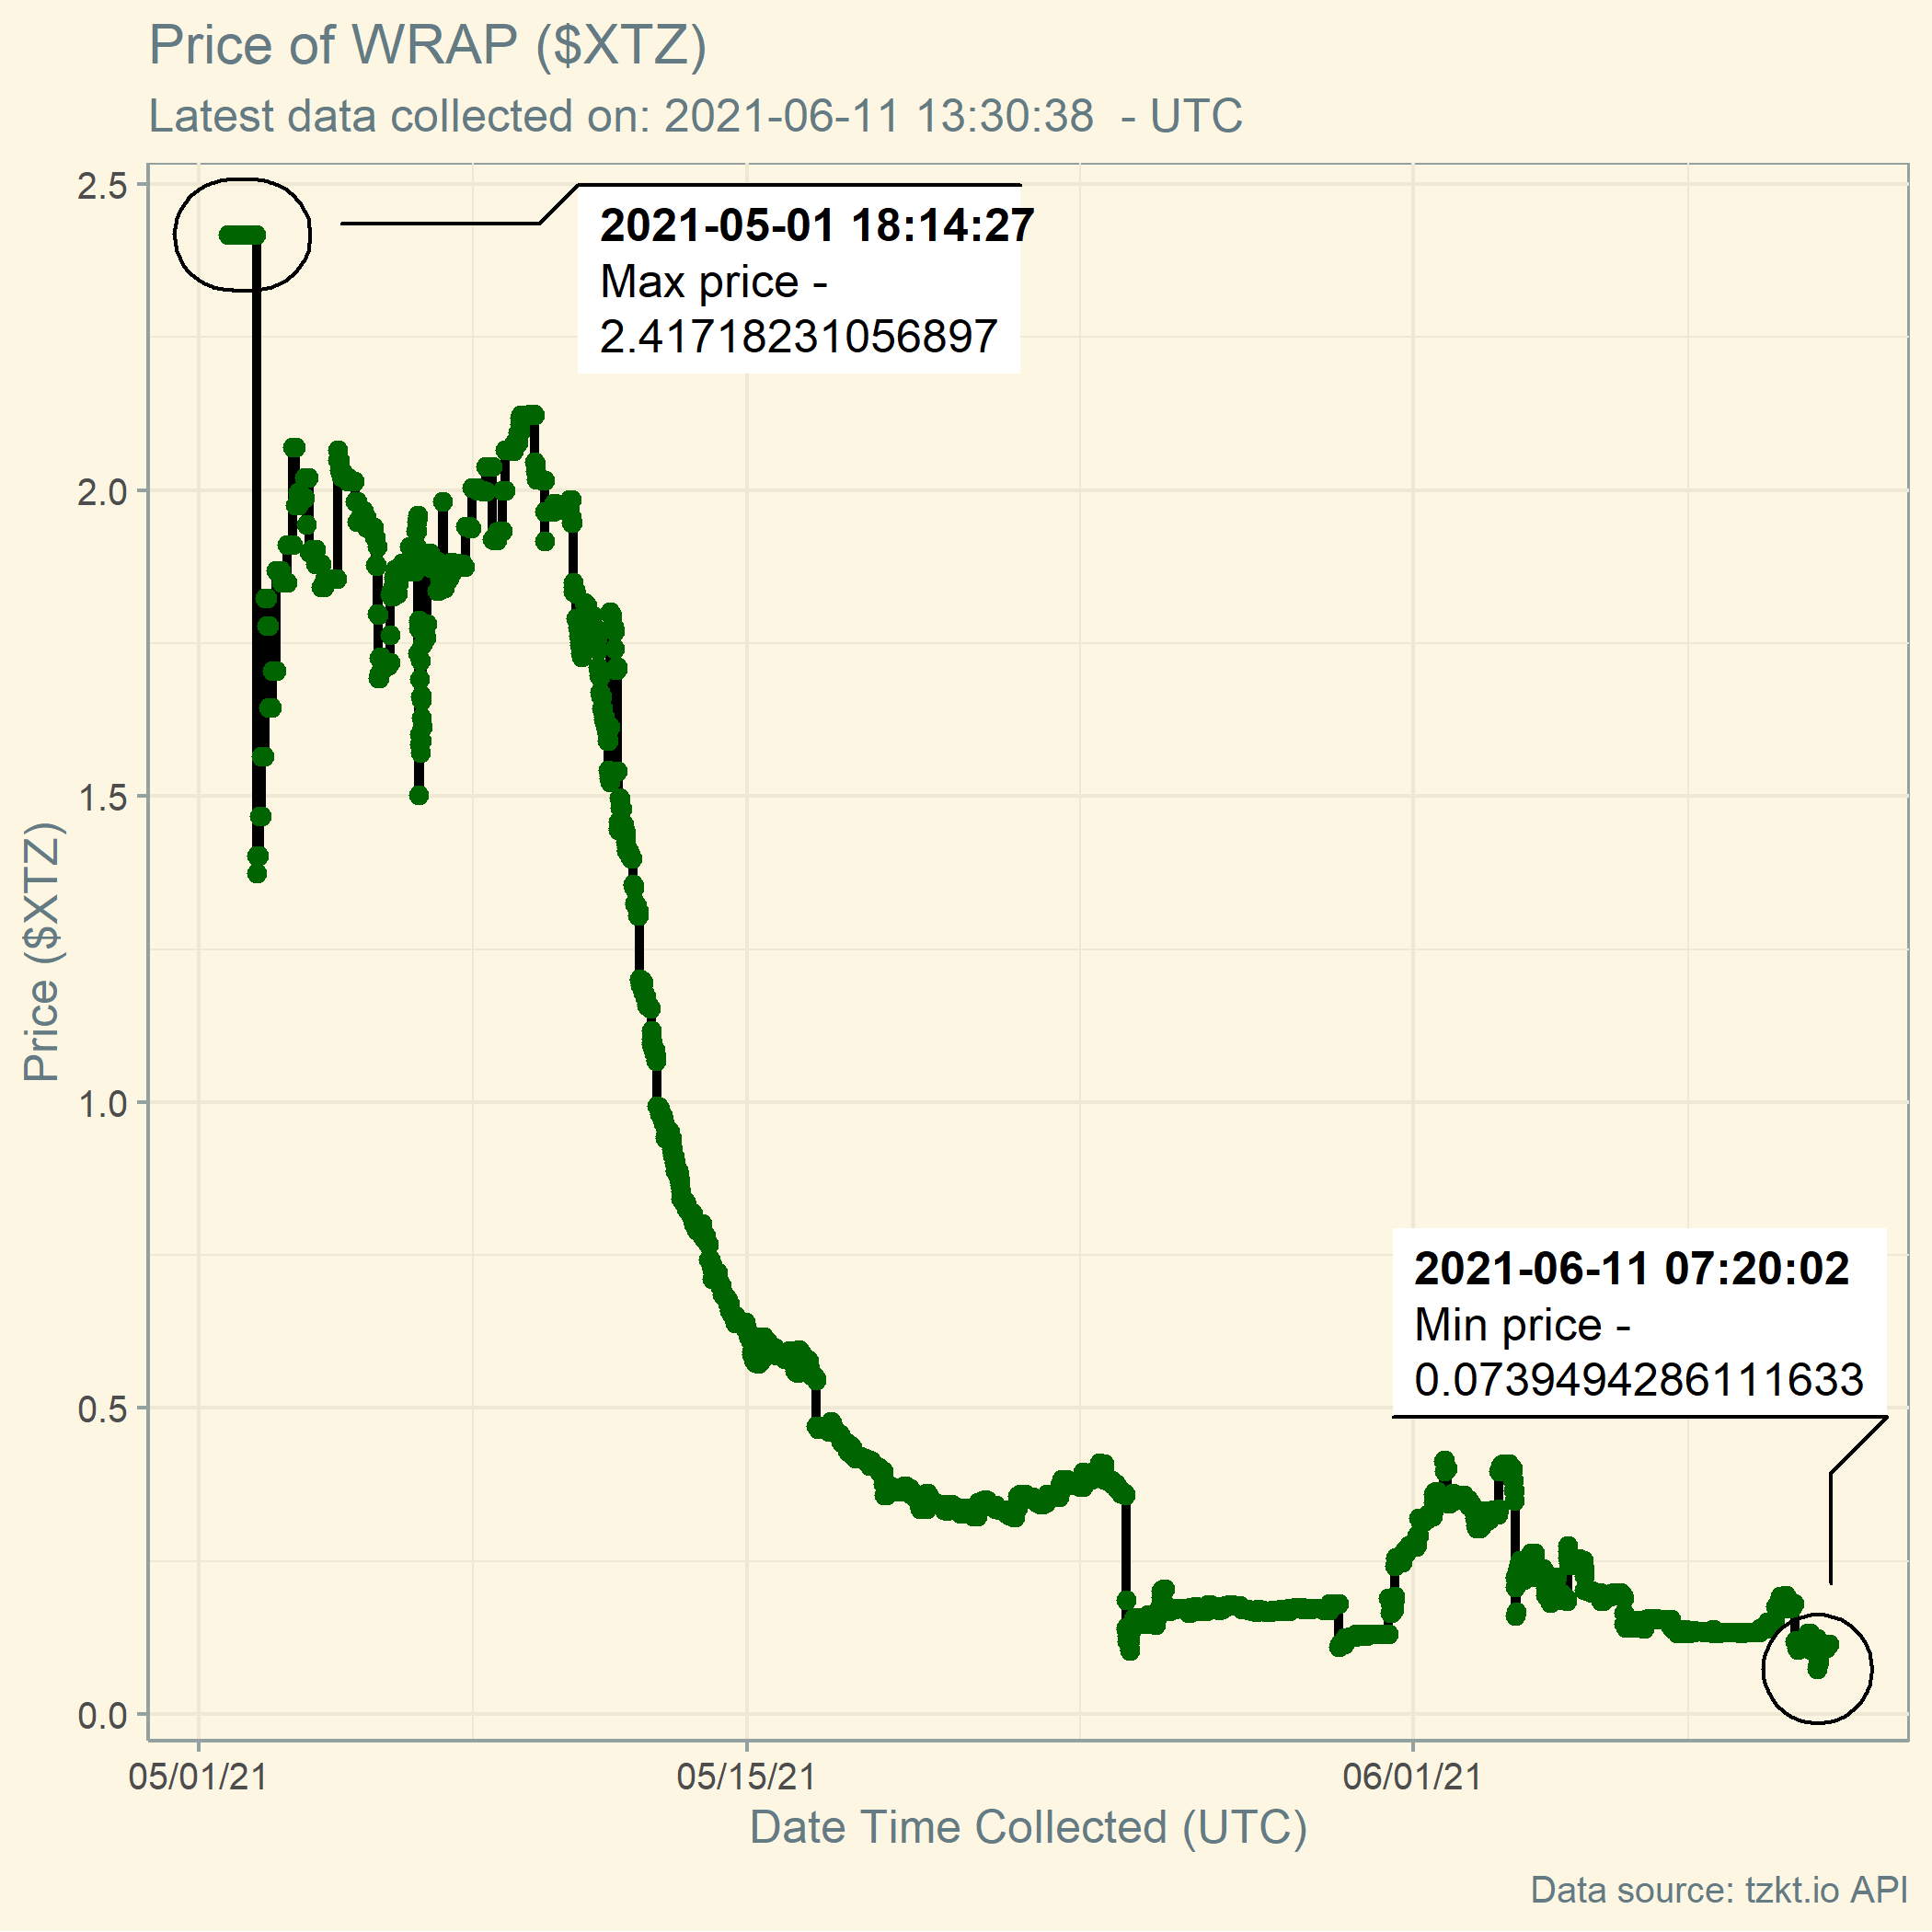 Price of WRAP ($XTZ)
Latest data collected on: 2021-06-11 13:30:38  - UTC
2.5
2.0
1.5
1.0
0.5
0.0
Price ($XTZ)
2021-05-01 18:14:27
Max price -
2.41718231056897
2021-06-11 07:20:02
Min price -
0.0739494286111633
05/01/21
05/15/21
06/01/21
Date Time Collected (UTC)
Data source: tzkt.io API